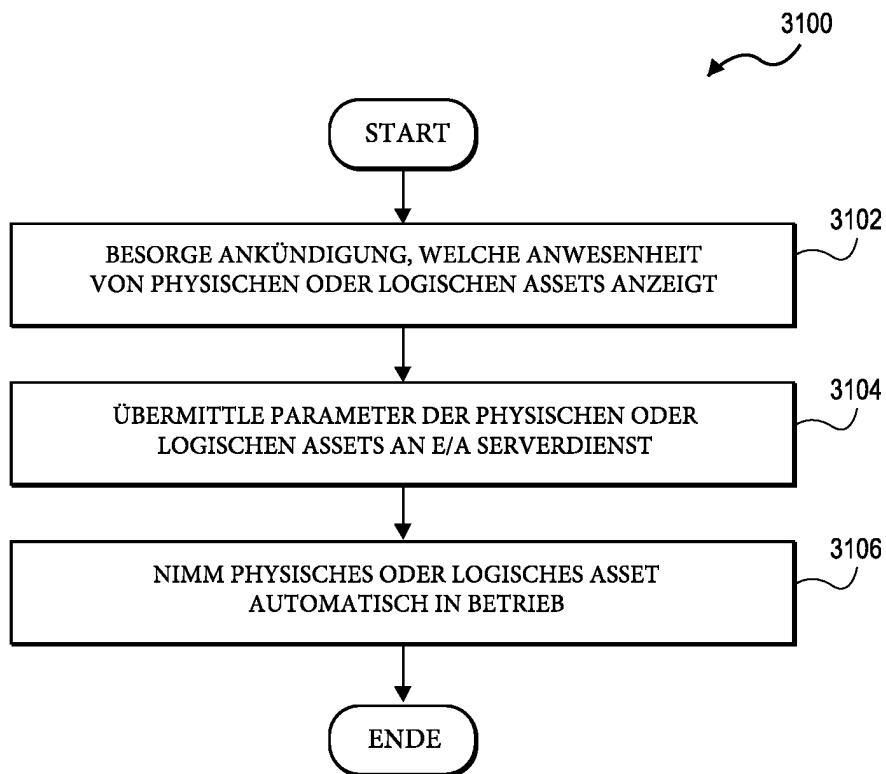 3100
START
3102
BESORGE ANKÜNDIGUNG, WELCHE ANWESENHEIT
VON PHYSISCHEN ODER LOGISCHEN ASSETS ANZEIGT
3104
ÜBERMITTLE PARAMETER DER PHYSISCHEN ODER
LOGISCHEN ASSETS AN E/A SERVERDIENST
3106
NIMM PHYSISCHES ODER LOGISCHES ASSET
AUTOMATISCH IN BETRIEB
ENDE